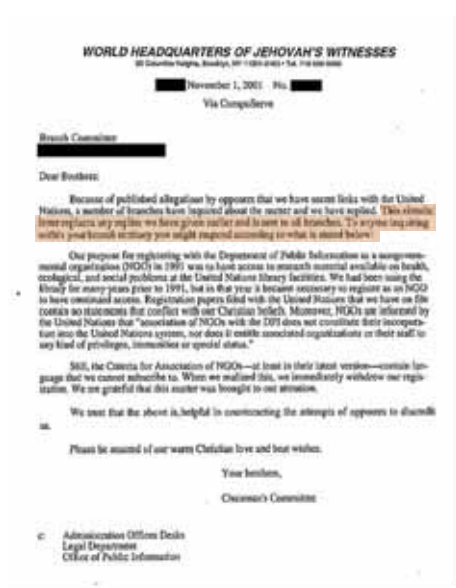 WORLD HEADQUARTERS OF JEHOVAH'S WITNESSES
25 Columbia Heights, Brooklyn, NY
November 1, 2001 No.
Via CompuServe
Branch Committee
Dear Brothers:
Because of published allegations by opponents that we have secret links with the United
Nations, a number of branches have inquired about the matter and we have replied. This circular
letter replaces any replies we have given earlier and is sent to all branches. To anyone inquiring
within your branch territory you might respond according to what is stated below:
Our purpose for registering with the Department of Public Information as a nongovern-
mental organization (NGO) in 1991 was to have access to research material available on health,
ecological, and social problems at the United Nations library facilities. We had been using the
library for many years prior to 1991, but in that year it became necessary to register as an NGO
to have continued access. Registration papers filed with the United Nations that we have on file
contain no statements that conflict with our Christian beliefs. Moreover, NGOs are informed by
the United Nations that "association of NGOs with the DPI does not constitute their incorpora-
tion into the United Nations system, nor does it entitle associated organizations or their staff to
any kind of privileges, immunities or special status."
Still, the Criteria for Association of NGOs—at least in their latest version—contain lan-
guage that we cannot subscribe to. When we realized this, we immediately withdrew our regis-
tration. We are grateful that this matter was brought to our attention.
We trust that the above is helpful in counteracting the attempts of opponents to discredit
us.
Please be assured of our warm Christian love and best wishes.
Your brothers,
Chairman's Committee
c: Administration Offices Desks
Legal Department
Office of Public Information